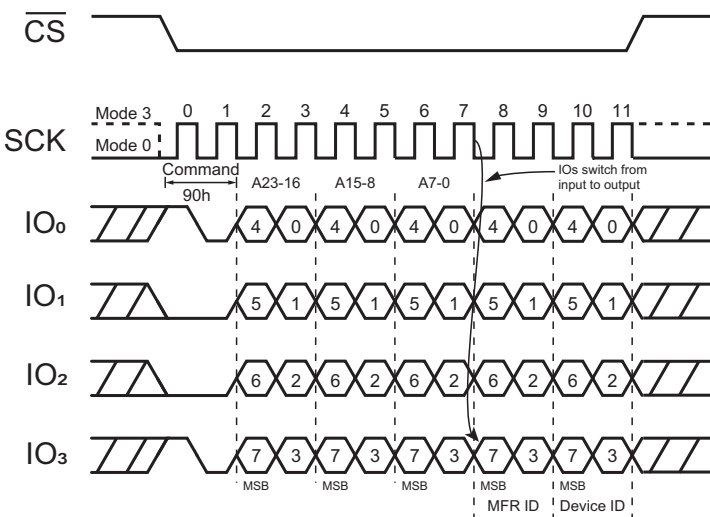 CS
Mode 3 0 1 2 3 4 5 6 7 8 9 10 11
SCK
Mode 0
Command
A23-16 A15-8 A7-0
IOs switch from
input to output
90h
IO₀ 4 0 4 0 4 0 4 0 4 0
IO₁ 5 1 5 1 5 1 5 1 5 1
IO₂ 6 2 6 2 6 2 6 2 6 2
IO₃ 7 3 7 3 7 3 7 3 7 3
MSB MSB MSB MSB MSB
MFR ID Device ID